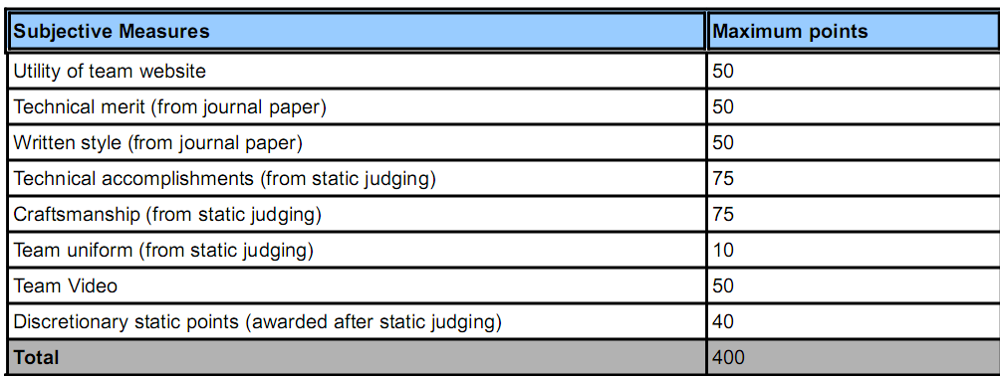 Subjective Measures Maximum points
Utility of team website 50
Technical merit (from journal paper) 50
Written style (from journal paper) 50
Technical accomplishments (from static judging) 75
Craftsmanship (from static judging) 75
Team uniform (from static judging) 10
Team Video 50
Discretionary static points (awarded after static judging) 40
Total 400